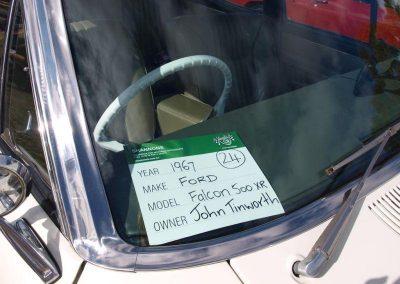 SHANNONS
24
YEAR 1967
MAKE FORD
MODEL Falcon 500 XR
OWNER John Tinworth